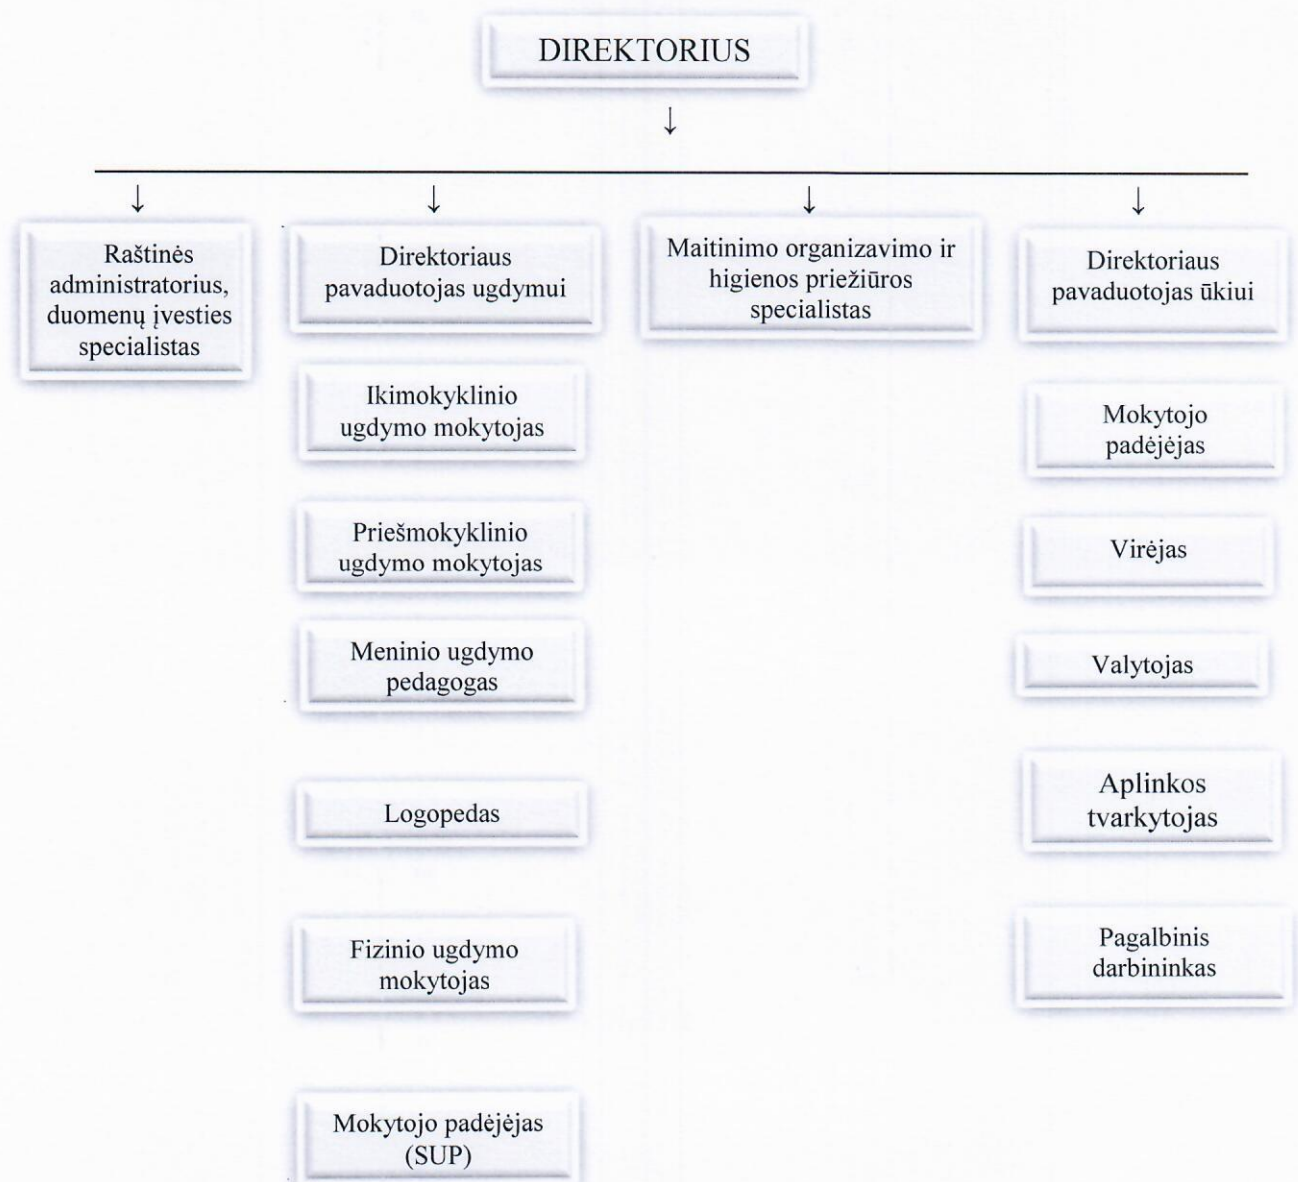 DIREKTORIUS
↓
↓ ↓ ↓ ↓
Raštinės
administratorius,
duomenų įvesties
specialistas
Direktoriaus
pavaduotojas ugdymui
Ikimokyklinio
ugdymo mokytojas
Priešmokyklinio
ugdymo mokytojas
Meninio ugdymo
pedagogas
Logopedas
Fizinio ugdymo
mokytojas
Mokytojo padėjėjas
(SUP)
Maitinimo organizavimo ir
higienos priežiūros
specialistas
Direktoriaus
pavaduotojas ūkiui
Mokytojo
padėjėjas
Virėjas
Valytojas
Aplinkos
tvarkytojas
Pagalbinis
darbininkas